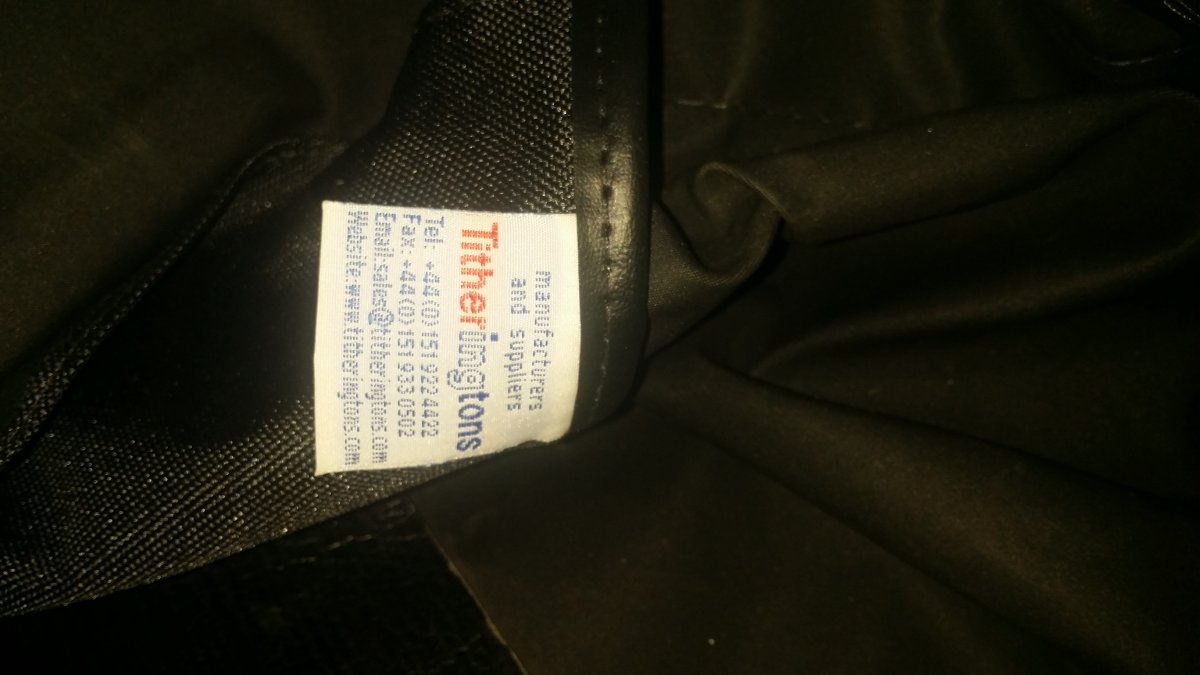 manufacturers
and suppliers
Titheringtons
Tel: +44(0)151 922 4422
Fax: +44(0)151 933 0502
Email:sales@titheringtons.com
Website:www.titheringtons.com